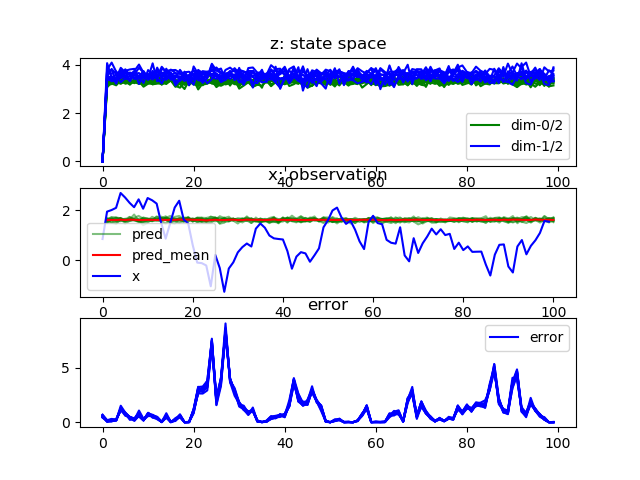 z: state space
4
2
0
dim-0/2
dim-1/2
0 20 40 60 80 100
x: observation
2
0
pred
pred_mean
x
0 20 40 60 80 100
error
5
0
error
0 20 40 60 80 100